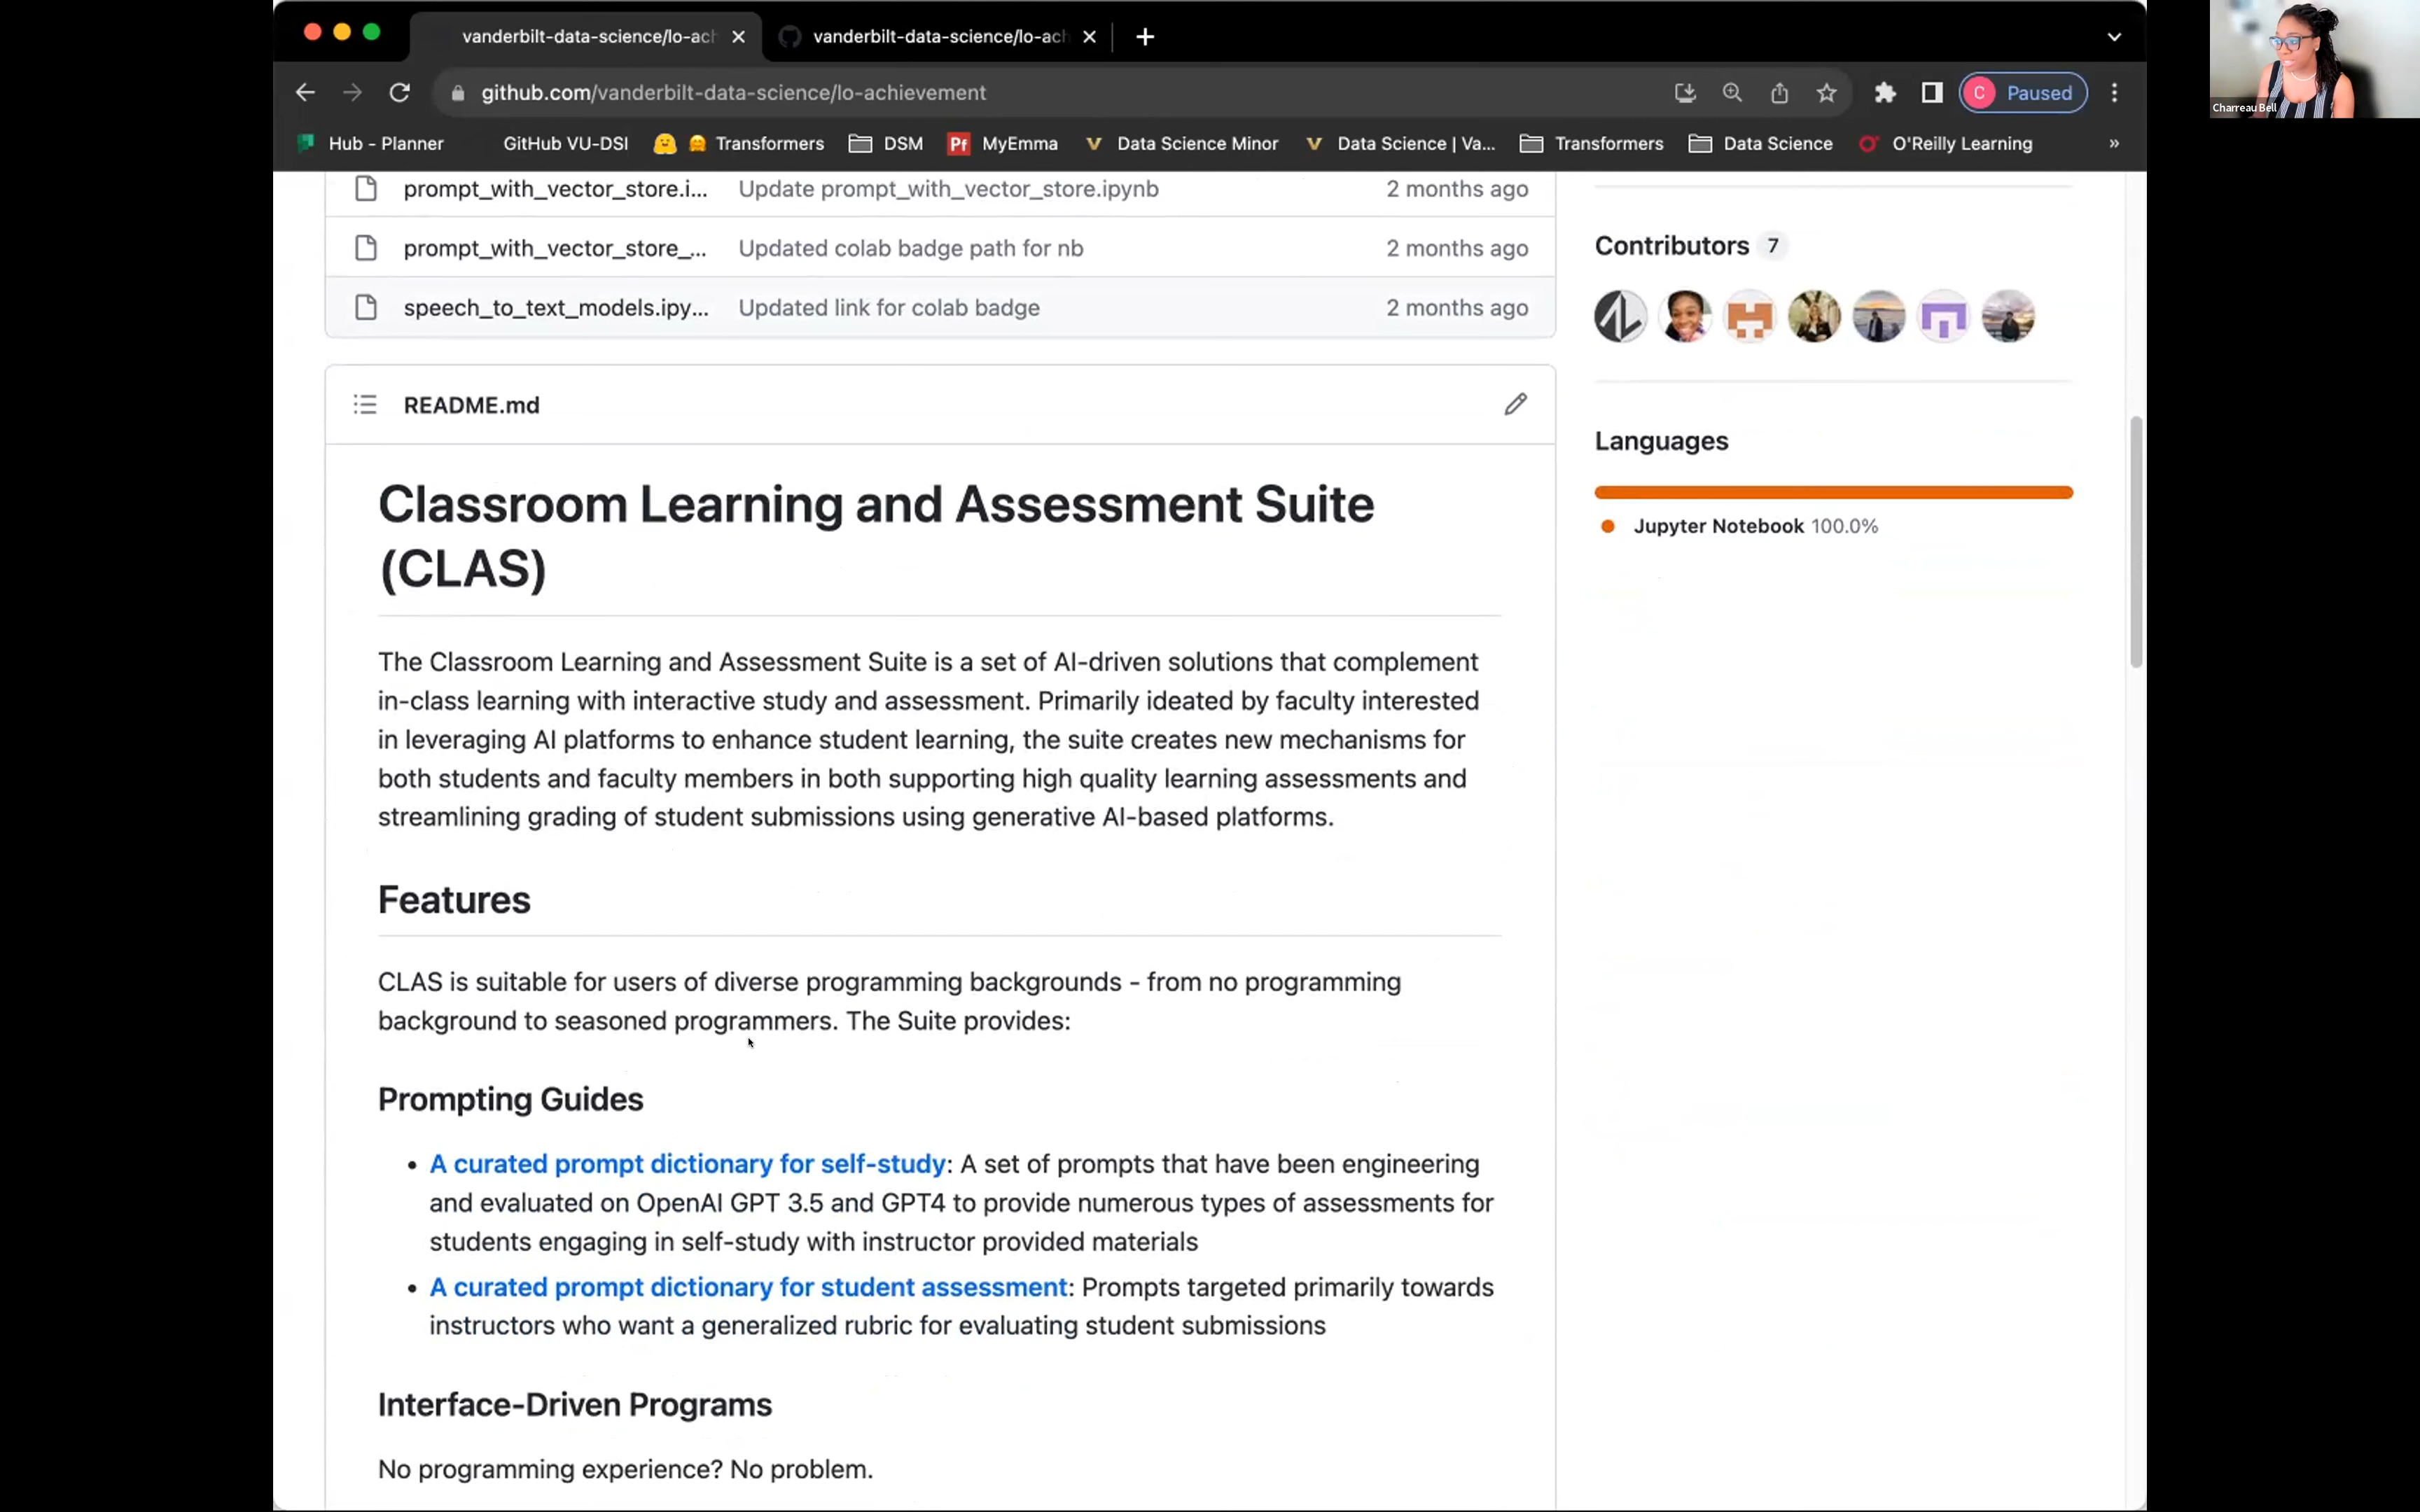 vanderbilt-data-science/lo-ach
vanderbilt-data-science/lo-ach
github.com/vanderbilt-data-science/lo-achievement
C Paused
Hub - Planner GitHub VU-DSI Transformers DSM Pf MyEmma V Data Science Minor V Data Science | Va... Transformers Data Science O'Reilly Learning »
Charreau Bell
prompt_with_vector_store.i... Update prompt_with_vector_store.ipynb 2 months ago
prompt_with_vector_store_... Updated colab badge path for nb 2 months ago
speech_to_text_models.ipy... Updated link for colab badge 2 months ago
Contributors 7
Languages
Jupyter Notebook 100.0%
README.md
Classroom Learning and Assessment Suite
(CLAS)
The Classroom Learning and Assessment Suite is a set of AI-driven solutions that complement
in-class learning with interactive study and assessment. Primarily ideated by faculty interested
in leveraging AI platforms to enhance student learning, the suite creates new mechanisms for
both students and faculty members in both supporting high quality learning assessments and
streamlining grading of student submissions using generative AI-based platforms.
Features
CLAS is suitable for users of diverse programming backgrounds - from no programming
background to seasoned programmers. The Suite provides:
Prompting Guides
• A curated prompt dictionary for self-study: A set of prompts that have been engineering
and evaluated on OpenAI GPT 3.5 and GPT4 to provide numerous types of assessments for
students engaging in self-study with instructor provided materials
• A curated prompt dictionary for student assessment: Prompts targeted primarily towards
instructors who want a generalized rubric for evaluating student submissions
Interface-Driven Programs
No programming experience? No problem.